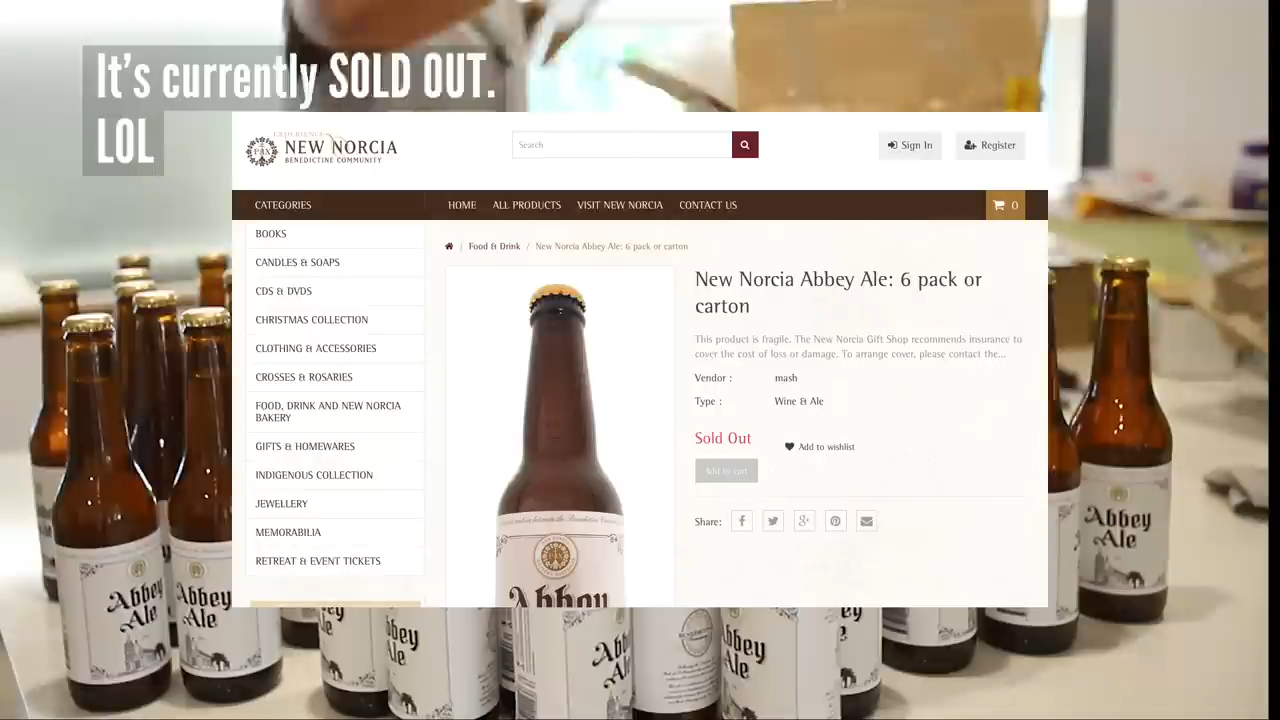 It's currently SOLD OUT.
LOL
EXPERIENCE
NEW NORCIA
BENEDICTINE COMMUNITY
Search
Sign In
Register
CATEGORIES
HOME
ALL PRODUCTS
VISIT NEW NORCIA
CONTACT US
0
BOOKS
CANDLES & SOAPS
CDS & DVDS
CHRISTMAS COLLECTION
CLOTHING & ACCESSORIES
CROSSES & ROSARIES
FOOD, DRINK AND NEW NORCIA
BAKERY
GIFTS & HOMEWARES
INDIGENOUS COLLECTION
JEWELLERY
MEMORABILIA
RETREAT & EVENT TICKETS
/ Food & Drink / New Norcia Abbey Ale: 6 pack or carton
New Norcia Abbey Ale: 6 pack or
carton
This product is fragile. The New Norcia Gift Shop recommends insurance to
cover the cost of loss or damage. To arrange cover, please contact the...
Vendor : mash
Type : Wine & Ale
Sold Out
Add to wishlist
Add to cart
Share:
Abbey
Abbey
Ale
Abbey
Ale
Abbey
Ale
Abbey
Ale
Abbey
Ale
Abbey
Ale